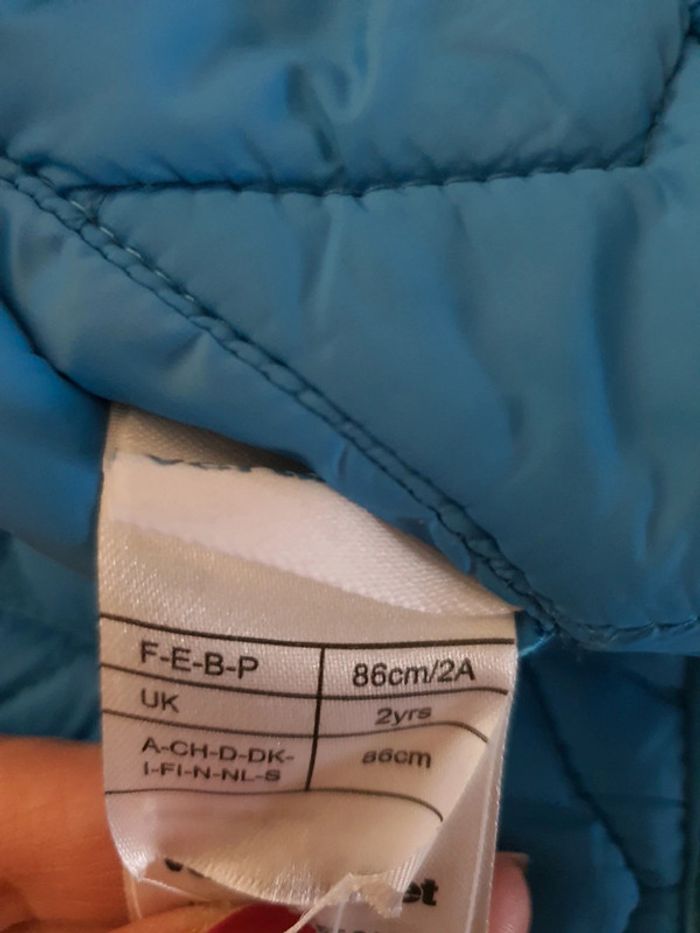 F-E-B-P 86cm/2A
UK 2yrs
A-CH-D-DK- 86cm
I-FI-N-NL-S